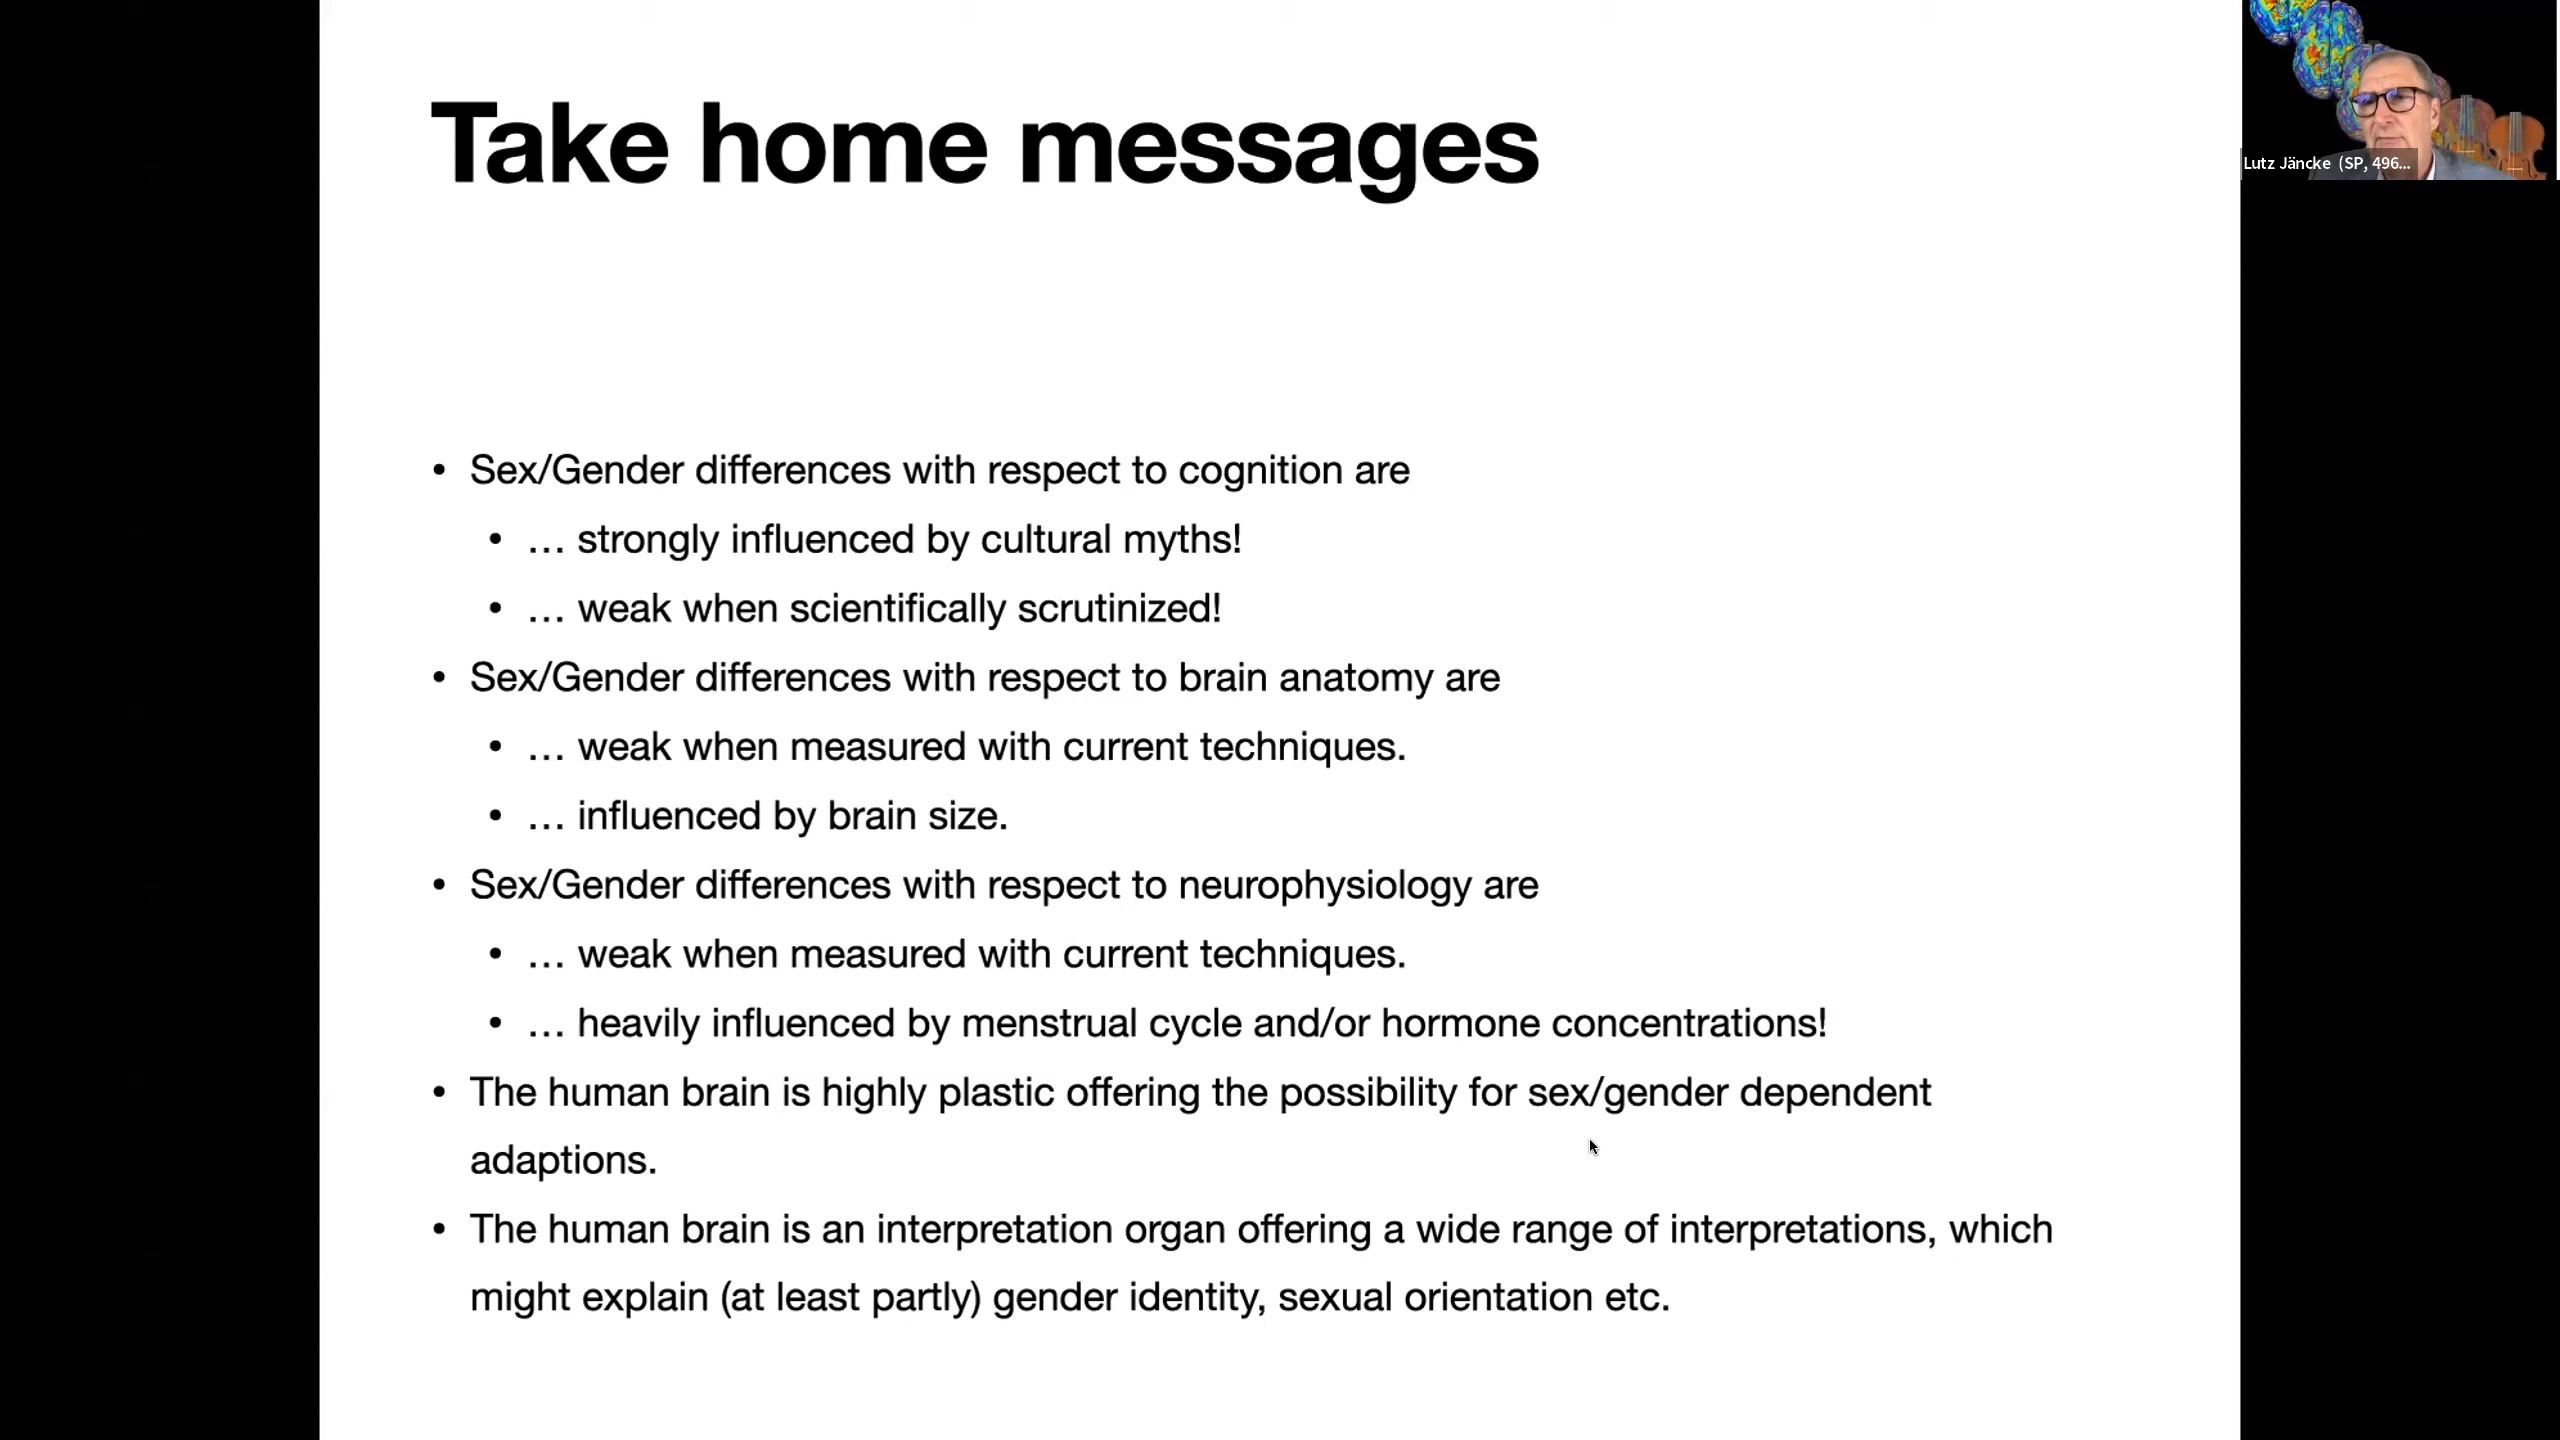 Take home messages
Lutz Jäncke (SP, 496...
• Sex/Gender differences with respect to cognition are
• … strongly influenced by cultural myths!
• … weak when scientifically scrutinized!
• Sex/Gender differences with respect to brain anatomy are
• … weak when measured with current techniques.
• … influenced by brain size.
• Sex/Gender differences with respect to neurophysiology are
• … weak when measured with current techniques.
• … heavily influenced by menstrual cycle and/or hormone concentrations!
• The human brain is highly plastic offering the possibility for sex/gender dependent
adaptions.
• The human brain is an interpretation organ offering a wide range of interpretations, which
might explain (at least partly) gender identity, sexual orientation etc.